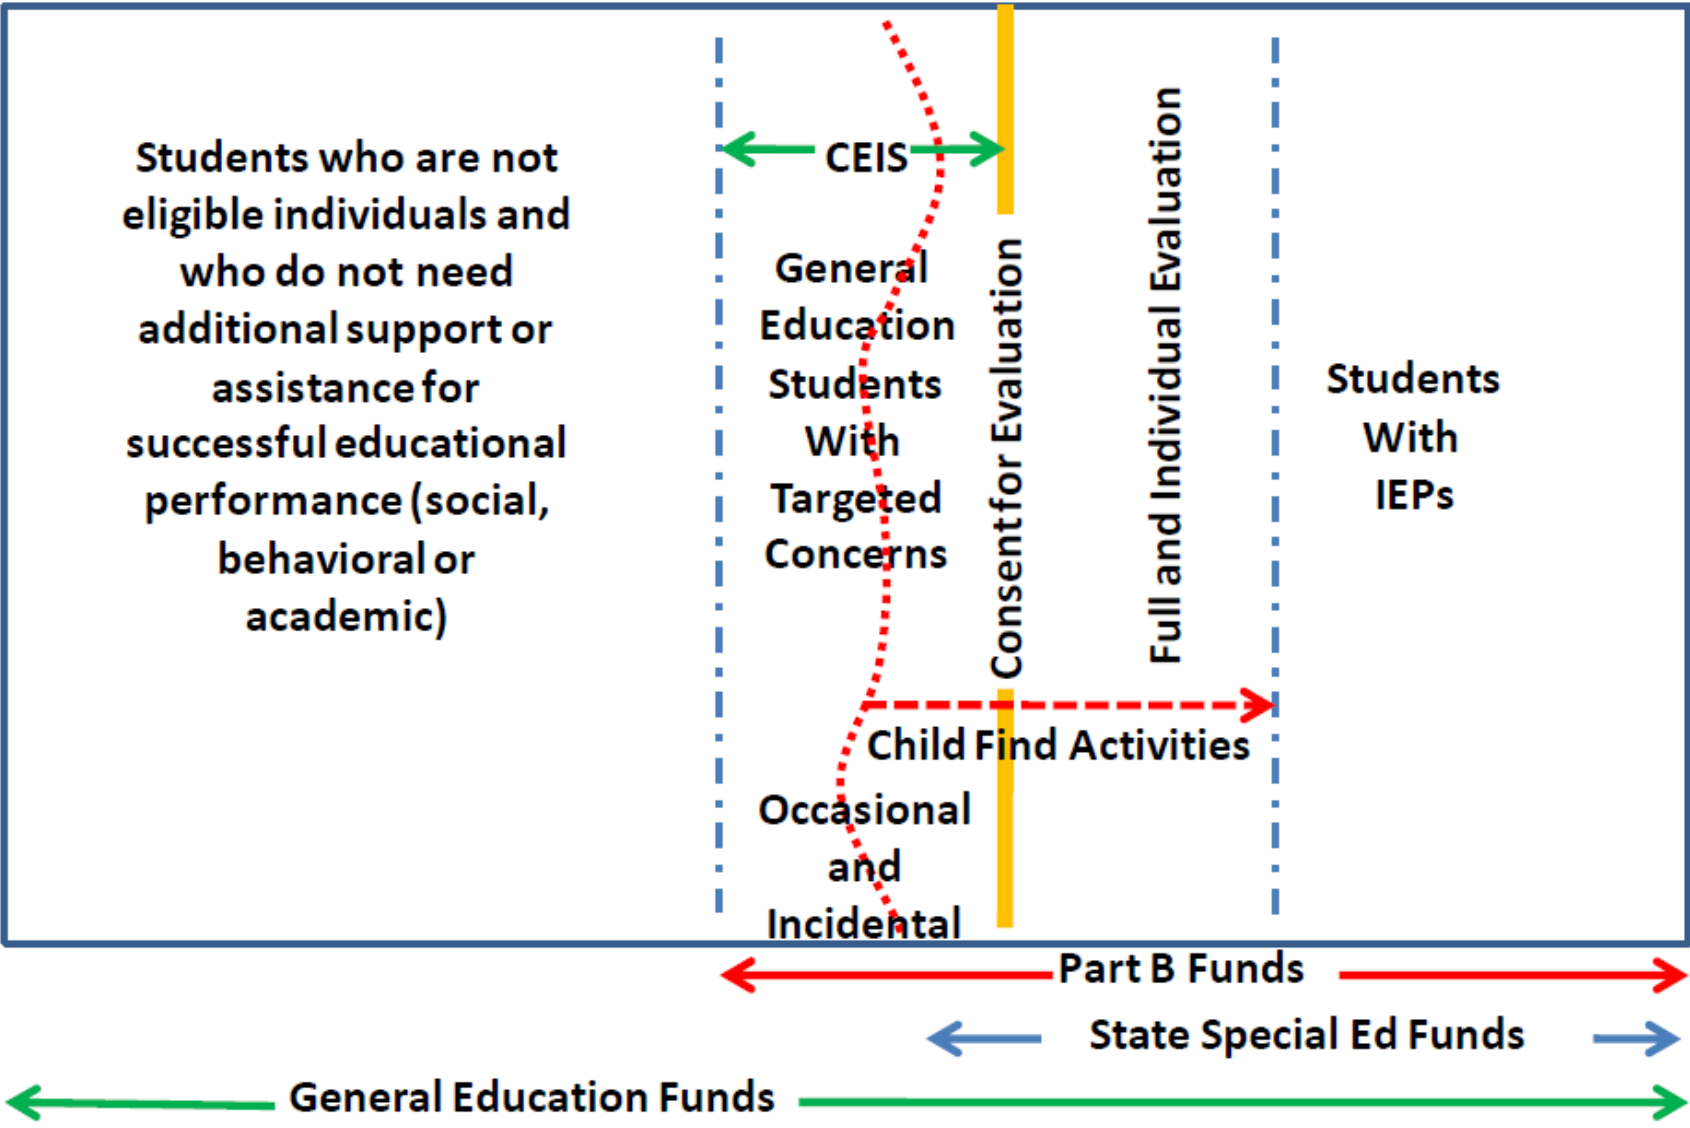 Students who are not
eligible individuals and
who do not need
additional support or
assistance for
successful educational
performance (social,
behavioral or
academic)
CEIS
General
Education
Students
With
Targeted
Concerns
Occasional
and
Incidental
Consent for Evaluation
Full and Individual Evaluation
Child Find Activities
Students
With
IEPs
Part B Funds
State Special Ed Funds
General Education Funds